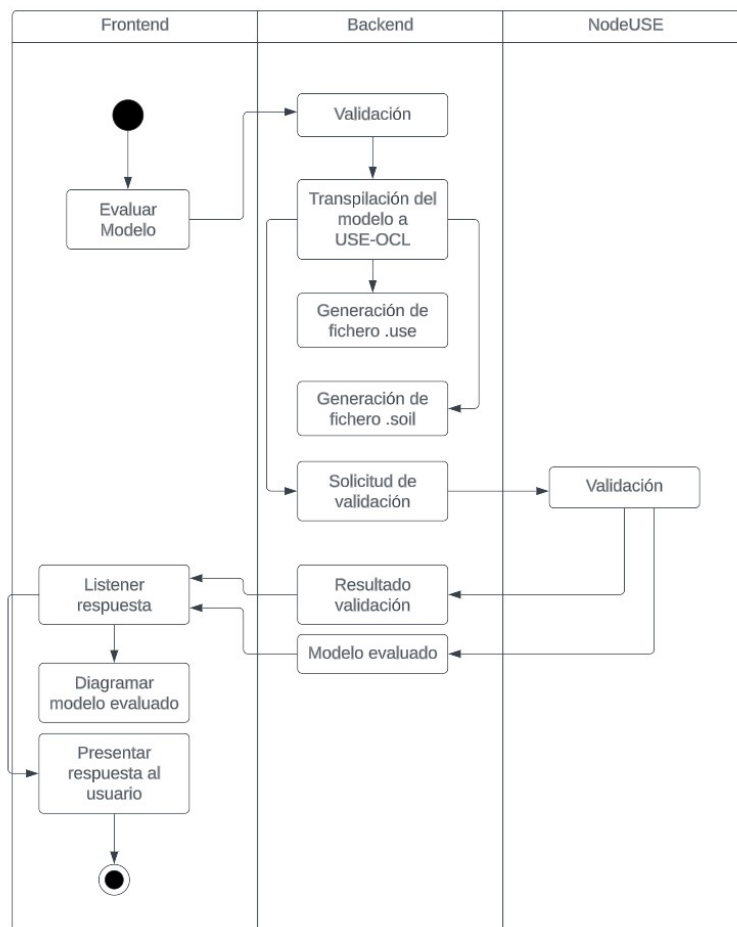 Frontend
Backend
NodeUSE
Validación
Evaluar
Modelo
Transpilación del
modelo a
USE-OCL
Generación de
fichero .use
Generación de
fichero .soil
Solicitud de
validación
Validación
Listener
respuesta
Resultado
validación
Modelo evaluado
Diagramar
modelo evaluado
Presentar
respuesta al
usuario